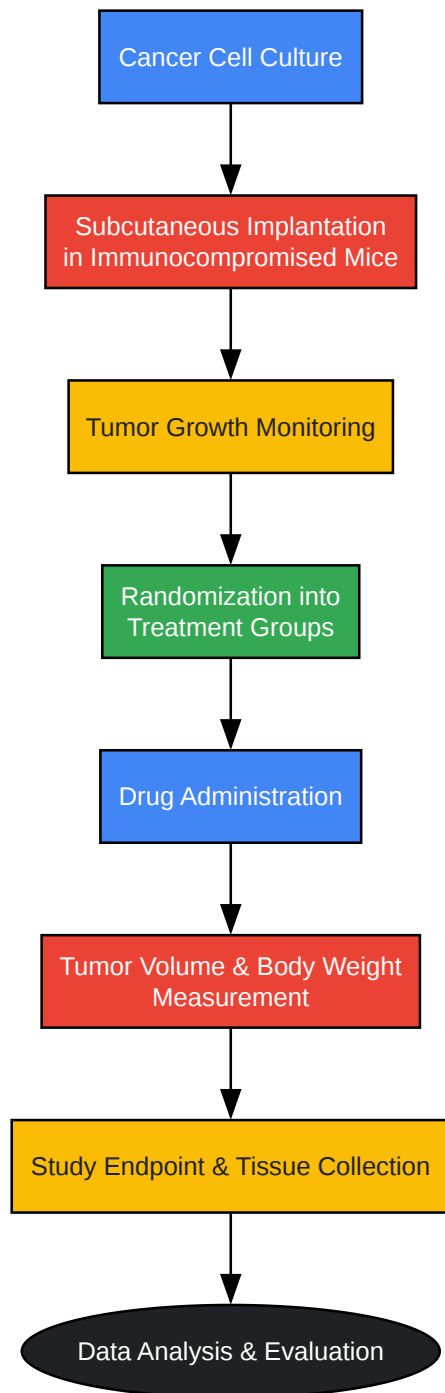 Cancer Cell Culture
Subcutaneous Implantation
in Immunocompromised Mice
Tumor Growth Monitoring
Randomization into
Treatment Groups
Drug Administration
Tumor Volume & Body Weight
Measurement
Study Endpoint & Tissue Collection
Data Analysis & Evaluation